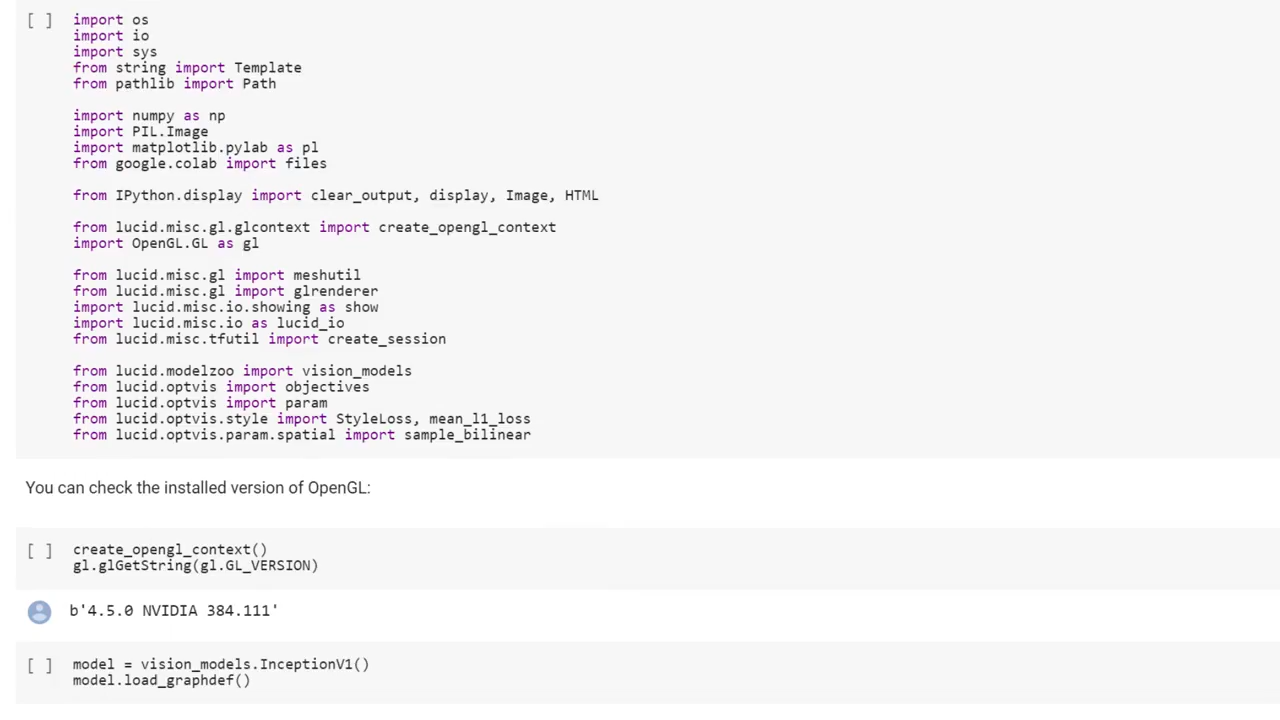 [ ] import os
import io
import sys
from string import Template
from pathlib import Path
import numpy as np
import PIL.Image
import matplotlib.pylab as pl
from google.colab import files
from IPython.display import clear_output, display, Image, HTML
from lucid.misc.gl.glcontext import create_opengl_context
import OpenGL.GL as gl
from lucid.misc.gl import meshutil
from lucid.misc.gl import glrenderer
import lucid.misc.io.showing as show
import lucid.misc.io as lucid_io
from lucid.misc.tfutil import create_session
from lucid.modelzoo import vision_models
from lucid.optvis import objectives
from lucid.optvis import param
from lucid.optvis.style import StyleLoss, mean_l1_loss
from lucid.optvis.param.spatial import sample_bilinear
You can check the installed version of OpenGL:
[ ] create_opengl_context()
gl.glGetString(gl.GL_VERSION)
b'4.5.0 NVIDIA 384.111'
[ ] model = vision_models.InceptionV1()
model.load_graphdef()